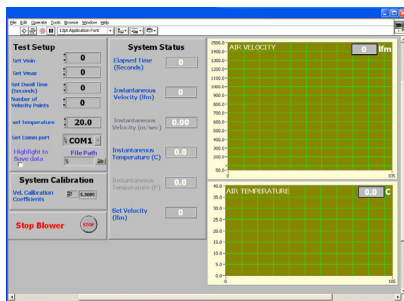 File Edit Operate Tools Browse Window Help
13pt Application Font
Test Setup
Set Vmin
0
Set Vmax
0
Set Dwell time
(Seconds)
0
Number of
Velocity Points
0
set temperature
20.0
Set Comm port
COM1
Highlight to
Save data
File Path
System Calibration
Vel. Calibration
Coefficients
Stop Blower
STOP
System Status
Elapsed Time
(Seconds)
0
Instantaneous
Velocity (lfm)
0
Instantaneous
Velocity (m/sec)
0.00
Instantaneous
Temperature (C)
0.0
Instantaneous
Temperature (F)
0.0
Set Velocity
(lfm)
0
AIR VELOCITY
0 lfm
1500.0
1400.0
1300.0
1200.0
1100.0
1000.0
900.0
800.0
700.0
600.0
500.0
400.0
300.0
200.0
100.0
0.0
0
105
AIR TEMPERATURE
0.0 C
40.0
35.0
30.0
25.0
20.0
15.0
10.0
5.0
0.0
0
105